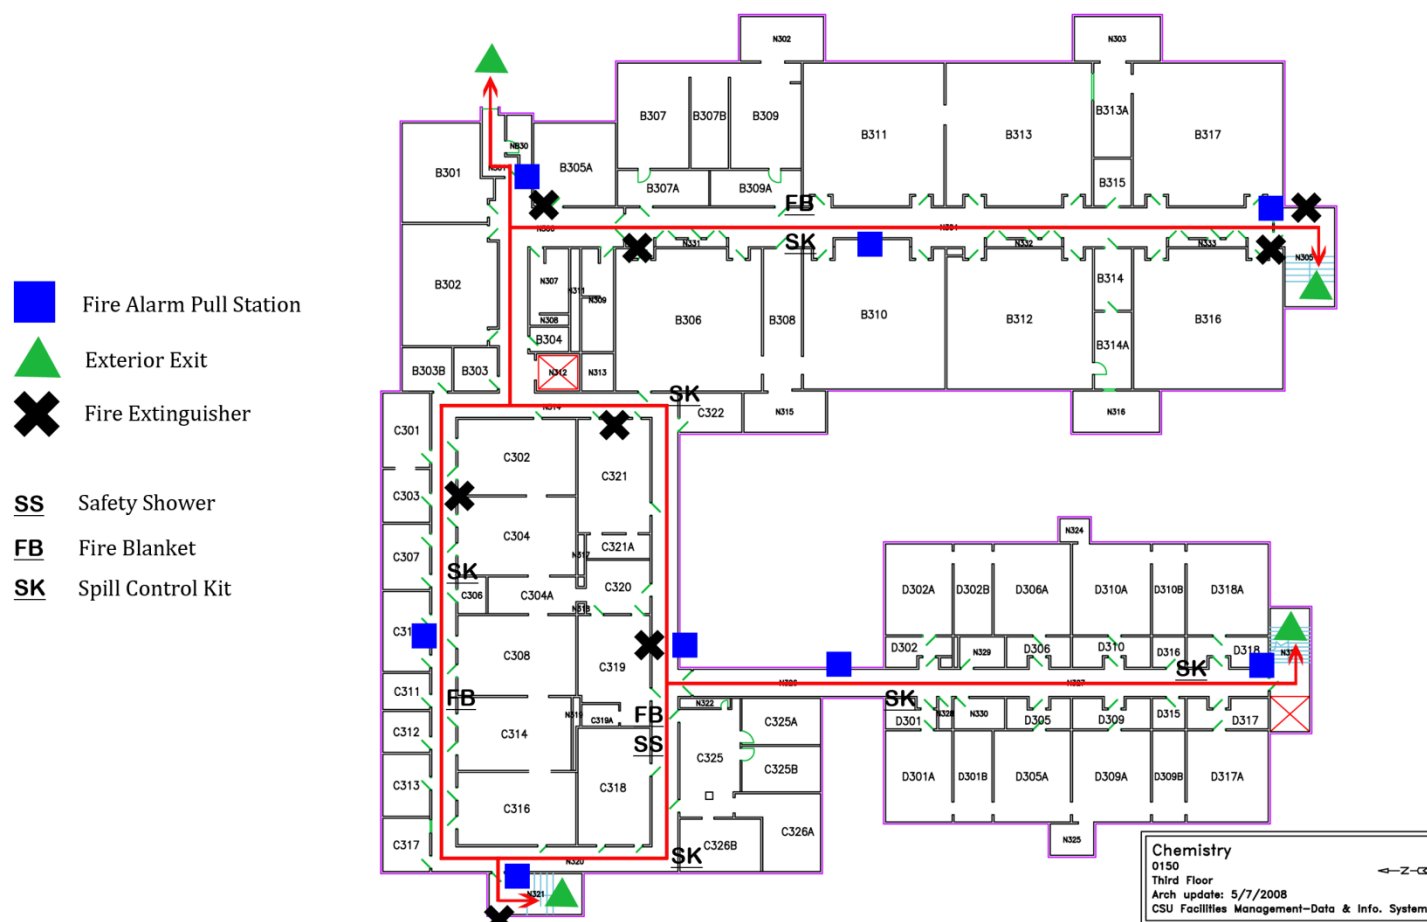 Fire Alarm Pull Station
Exterior Exit
Fire Extinguisher
SS Safety Shower
FB Fire Blanket
SK Spill Control Kit
N302
N303
B307
B307B
B309
B311
B313
B313A
B317
NB30
B301
B305A
B307A
B309A
B315
FB
SK
N331
N332
N333
N305
B302
N307
N311
N309
N308
B304
B306
B308
B310
B312
B314
B314A
B316
B303B
B303
N312
N313
SK
C322
N315
N316
C301
C302
C321
C303
C304
C321A
C307
SK
C306
C304A
C320
N318
C308
C319
C311
FB
C319A
FB
N322
C325A
C312
C314
SS
C325
C325B
C313
C316
C318
C317
C326B
C326A
SK
N320
N321
N324
D302A
D302B
D306A
D310A
D310B
D318A
D302
N329
D306
D310
D316
D318
SK
N327
SK
D301
N328
N330
D305
D309
D315
D317
D301A
D301B
D305A
D309A
D309B
D317A
N325
Chemistry
0150
Third Floor
Arch update: 5/7/2008
CSU Facilities Management-Data & Info. System